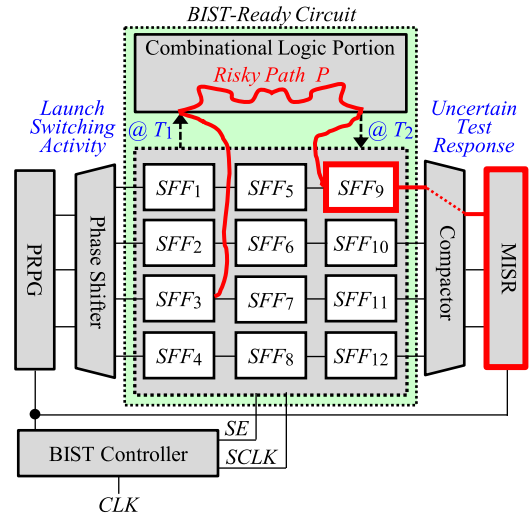 BIST-Ready Circuit
Combinational Logic Portion
Risky Path P
Launch
Switching
Activity
@ T1
@ T2
Uncertain
Test
Response
PRPG
Phase Shifter
SFF1
SFF5
SFF9
SFF2
SFF6
SFF10
SFF3
SFF7
SFF11
SFF4
SFF8
SFF12
Compactor
MISR
SE
BIST Controller
SCLK
CLK